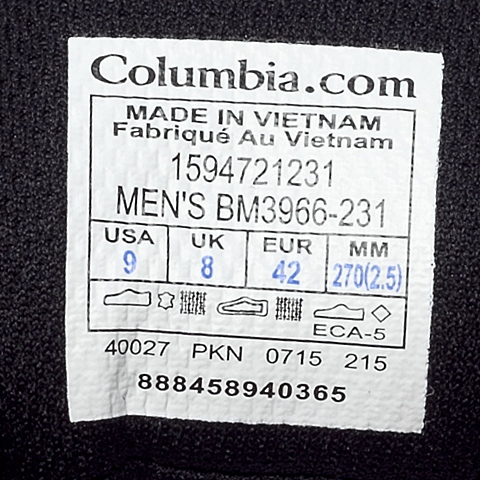 Columbia.com
MADE IN VIETNAM
Fabriqué Au Vietnam
1594721231
MEN'S BM3966-231
USA UK EUR MM
9 8 42 270(2.5)
ECA-5
40027 PKN 0715 215
888458940365